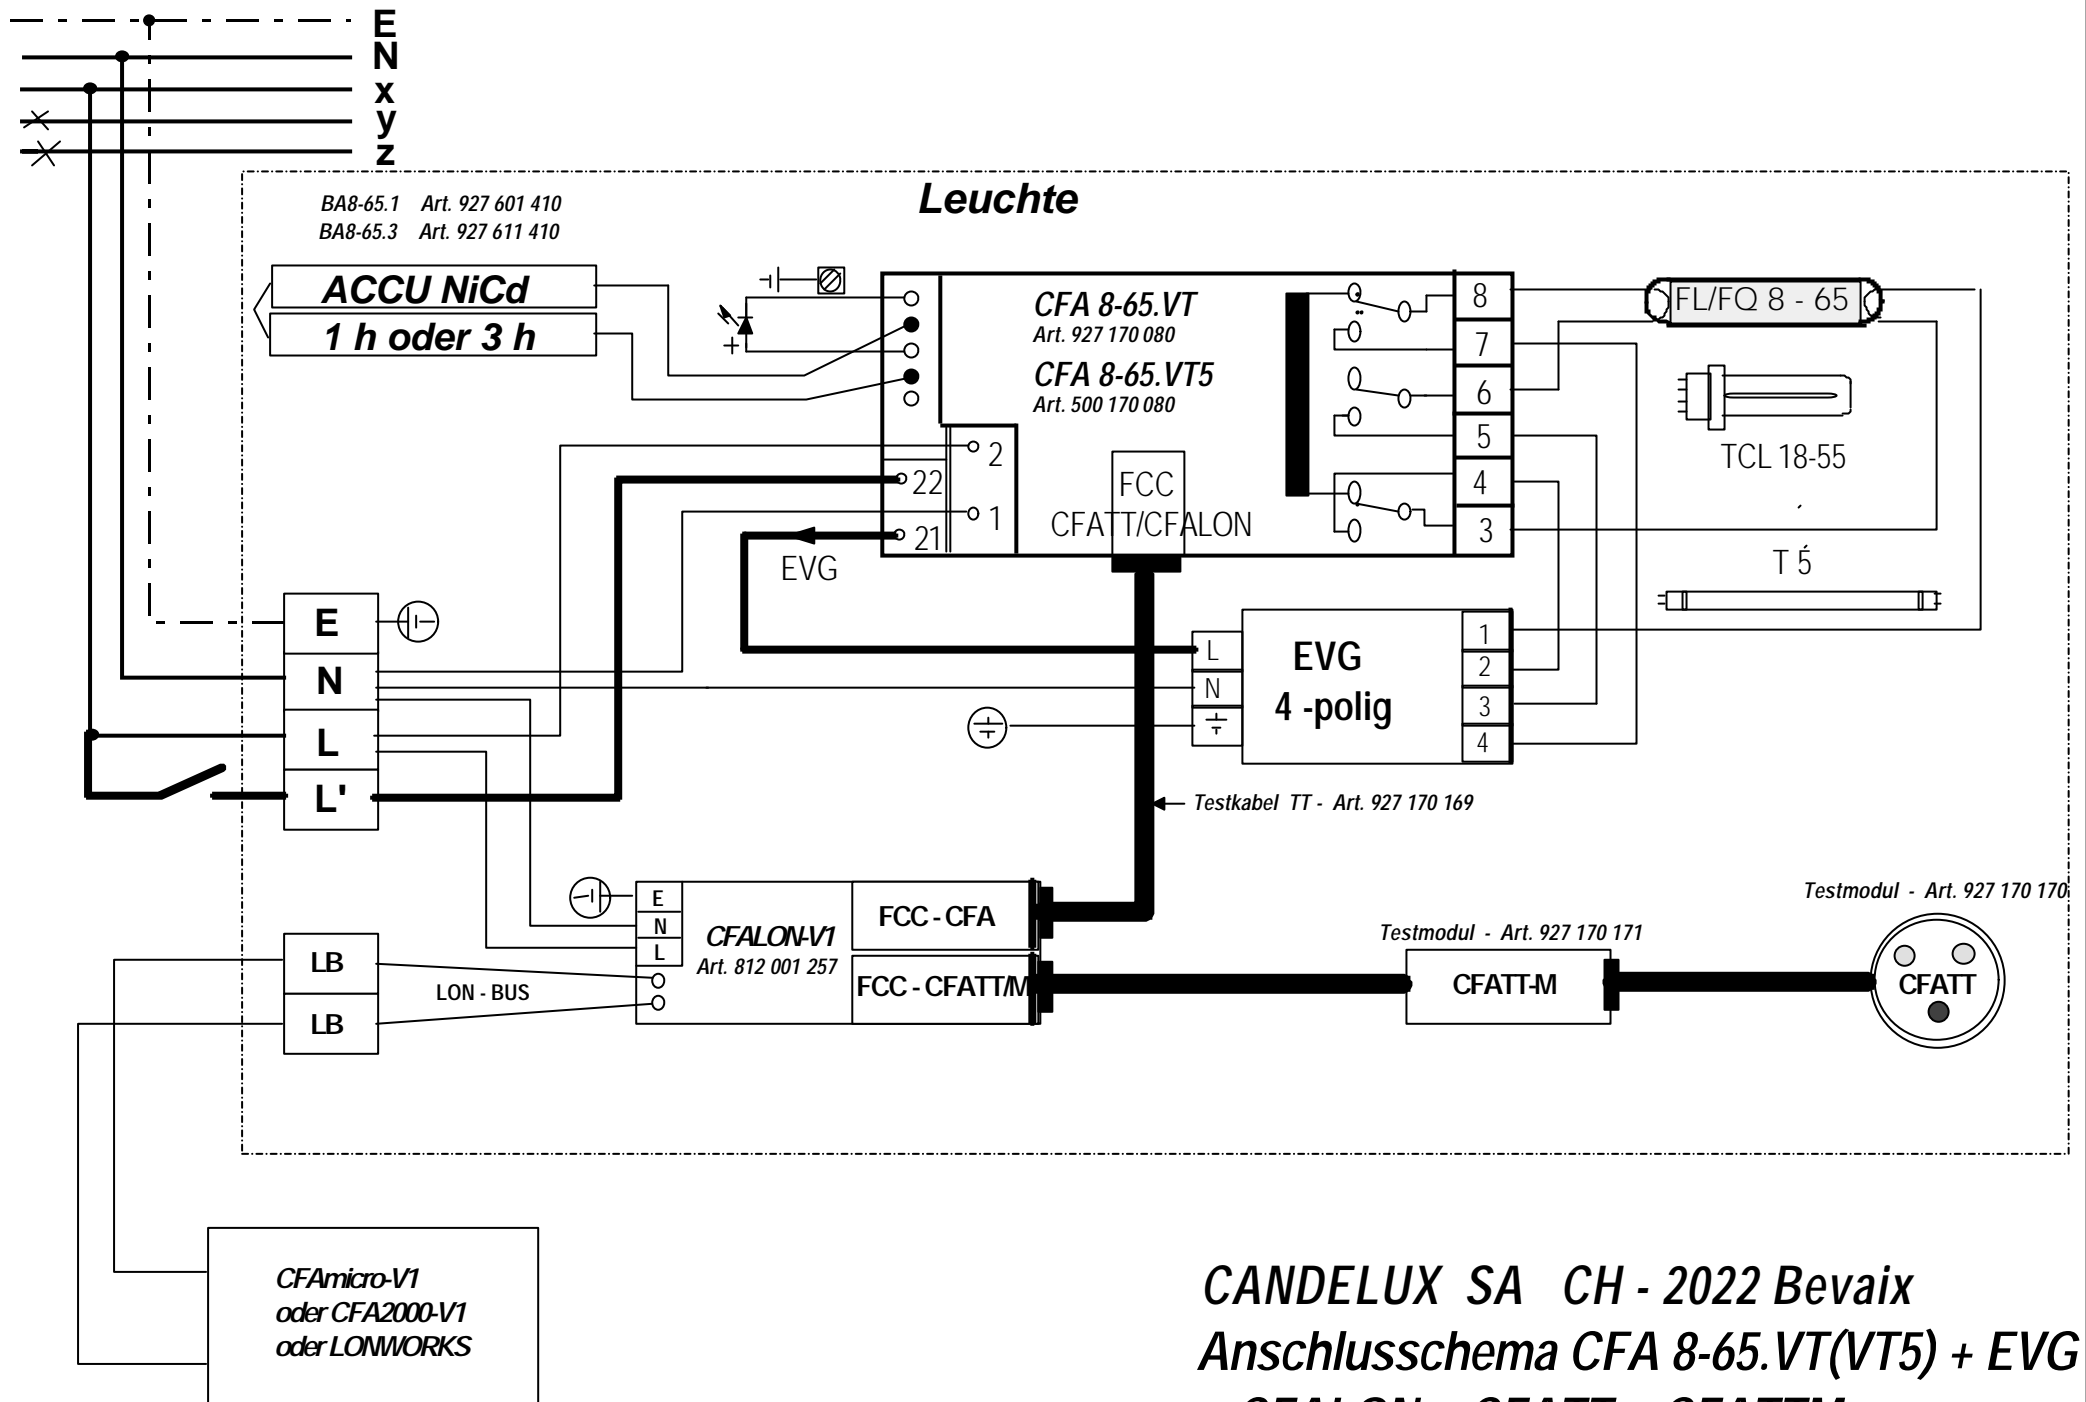 E
N
x
y
z
Leuchte
BA8-65.1 Art. 927 601 410
BA8-65.3 Art. 927 611 410
ACCU NiCd
1 h oder 3 h
+
CFA 8-65.VT
Art. 927 170 080
CFA 8-65.VT5
Art. 500 170 080
FCC
CFATT/CFALON
2
22
1
21
EVG
8
7
6
5
4
3
FL/FQ 8 - 65
TCL 18-55
T 5
E
N
L
L'
L
N
EVG
4 -polig
1
2
3
4
Testkabel TT - Art. 927 170 169
E
N
L
CFALON-V1
Art. 812 001 257
FCC - CFA
FCC - CFATT/M
Testmodul - Art. 927 170 171
CFATT-M
Testmodul - Art. 927 170 170
CFATT
LB
LB
LON - BUS
CFAmicro-V1
oder CFA2000-V1
oder LONWORKS
CANDELUX SA CH - 2022 Bevaix
Anschlusschema CFA 8-65.VT(VT5) + EVG